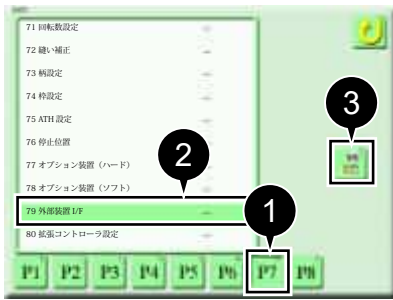 71 回転数設定
72 縫い補正
73 柄設定
74 枠設定
75 ATH 設定
76 停止位置
77 オプション装置（ハード）
78 オプション装置（ソフト）
79 外部装置 I/F
80 拡張コントローラ設定
1
2
3
P1 P2 P3 P4 P5 P6 P7 P8